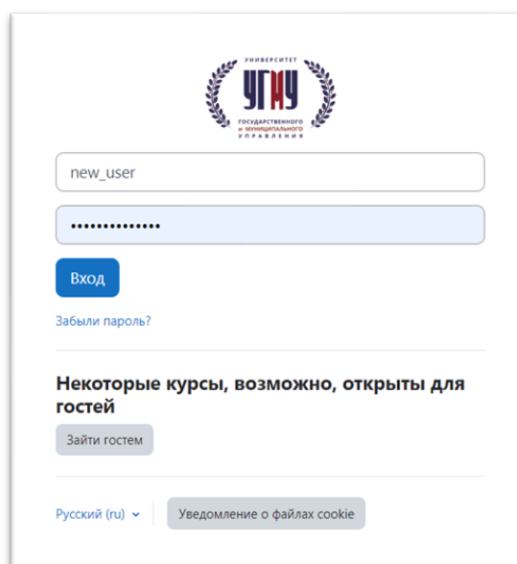 УНИВЕРСИТЕТ
УГМУ
ГОСУДАРСТВЕННОГО
И МУНИЦИПАЛЬНОГО
УПРАВЛЕНИЯ
new_user
••••••••••••••
Вход
Забыли пароль?
Некоторые курсы, возможно, открыты для
гостей
Зайти гостем
Русский (ru)
Уведомление о файлах cookie